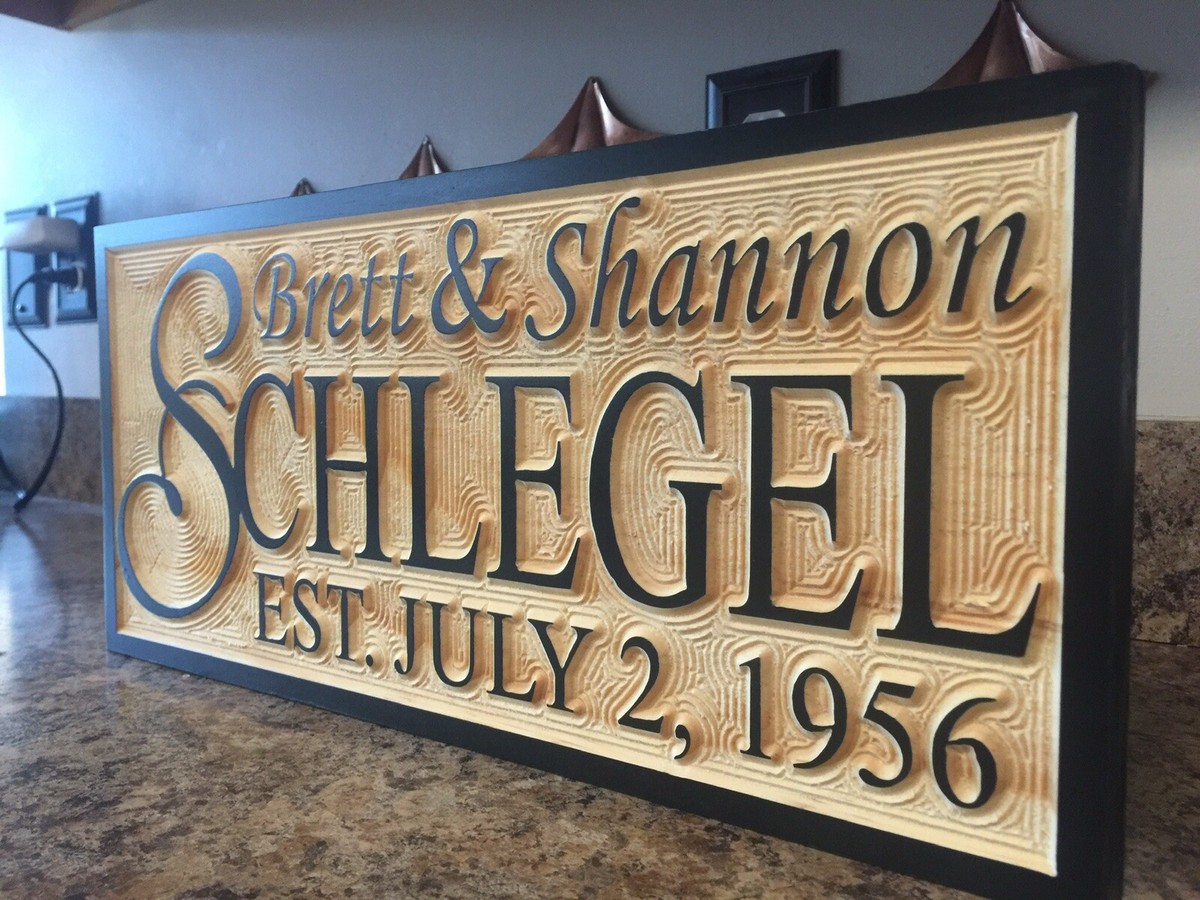 Brett & Shannon
SCHLEGEL
EST. JULY 2, 1956